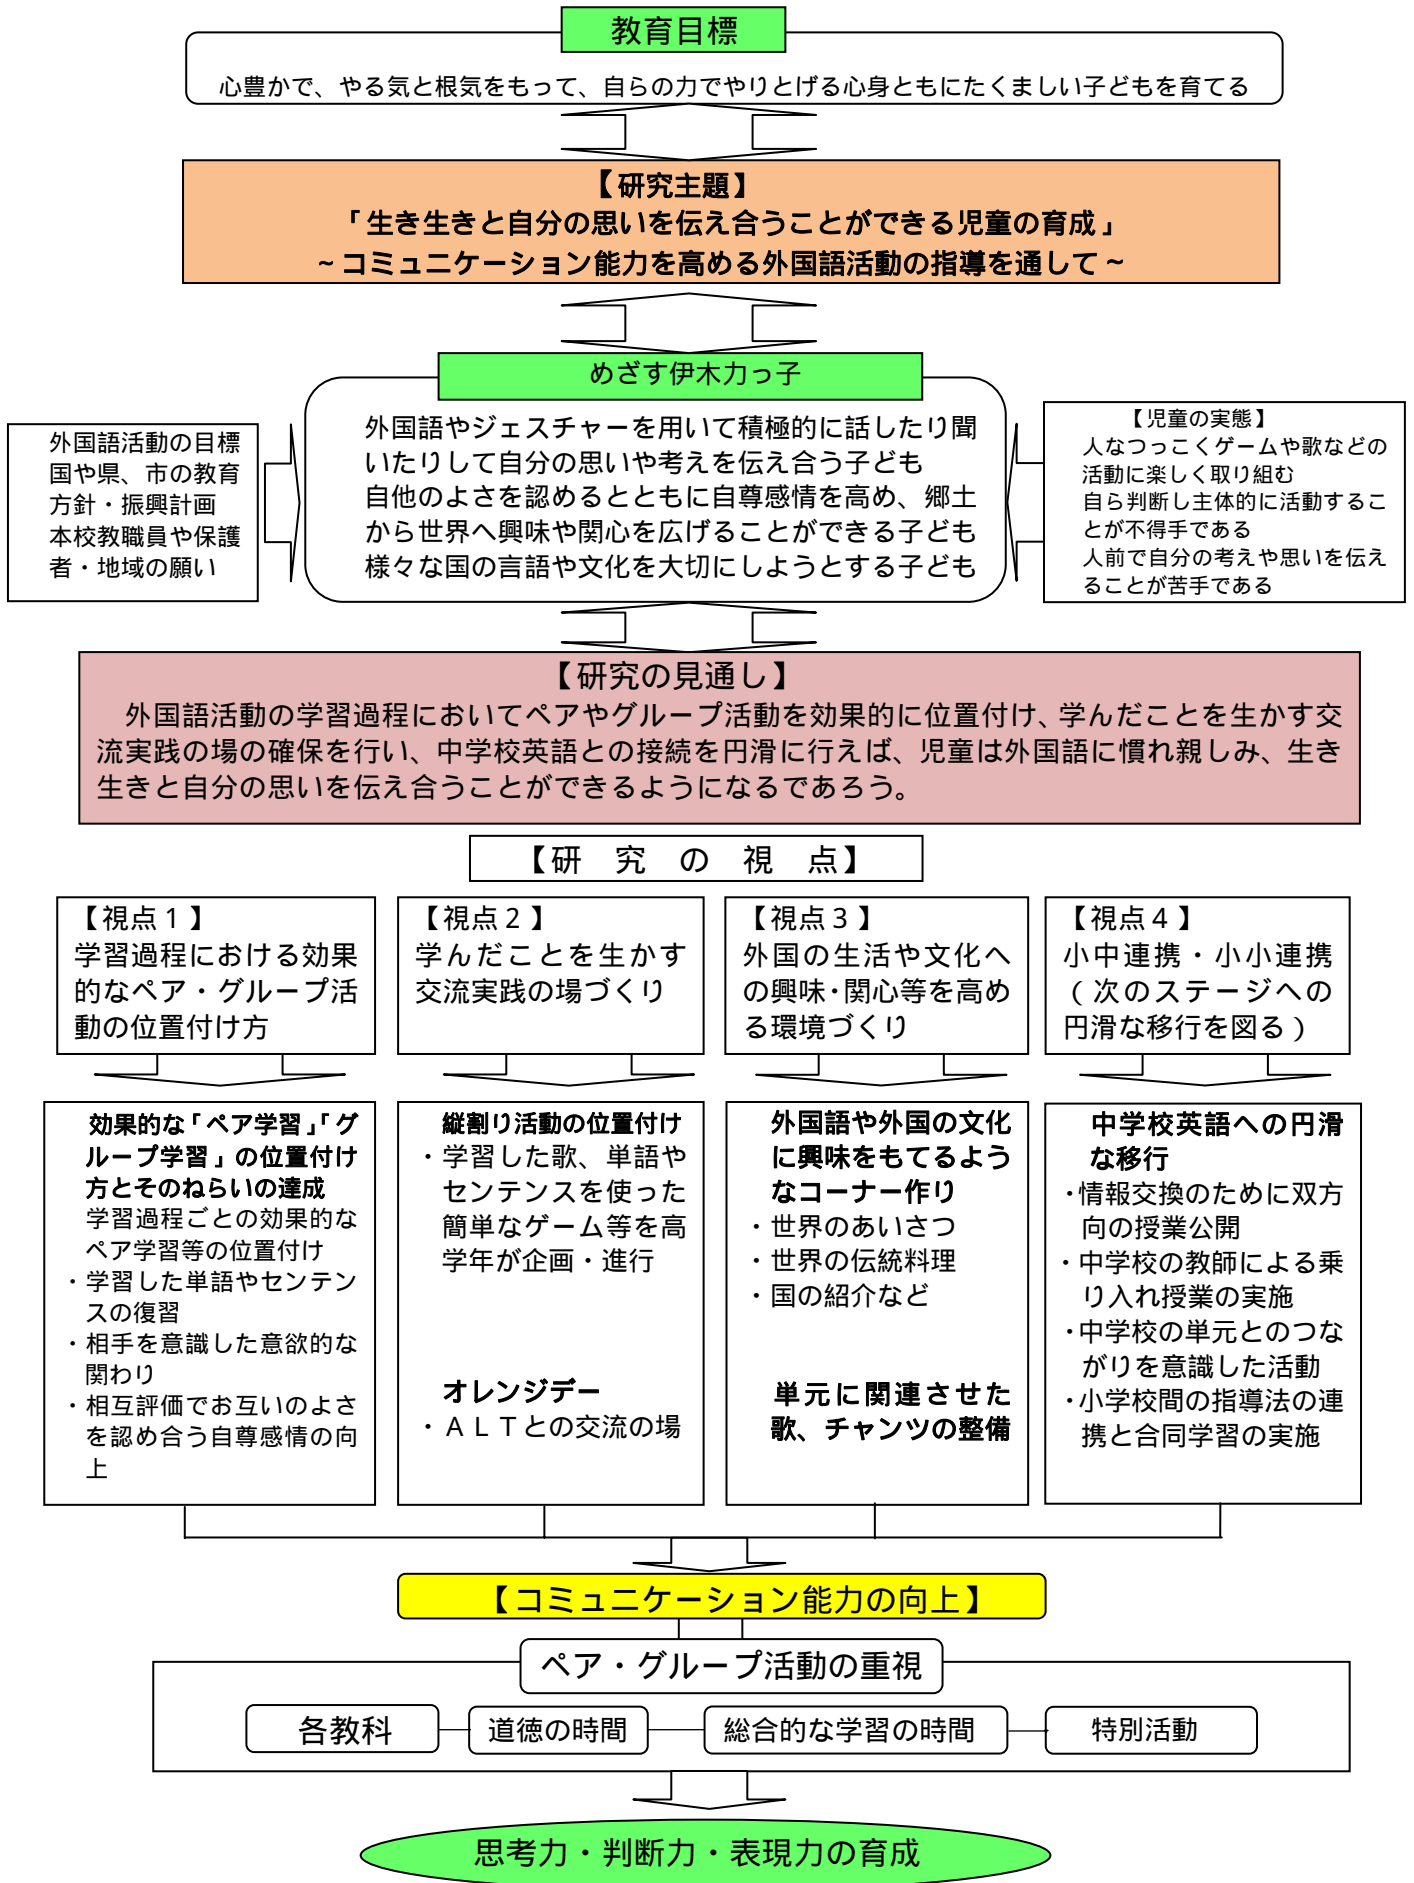 教育目標
心豊かで、やる気と根気をもって、自らの力でやりとげる心身ともにたくましい子どもを育てる
【研究主題】
「生き生きと自分の思いを伝え合うことができる児童の育成」
~コミュニケーション能力を高める外国語活動の指導を通して~
めざす伊木力っ子
外国語活動の目標
国や県、市の教育
方針・振興計画
本校教職員や保護
者・地域の願い
外国語やジェスチャーを用いて積極的に話したり聞
いたりして自分の思いや考えを伝え合う子ども
自他のよさを認めるとともに自尊感情を高め、郷土
から世界へ興味や関心を広げることができる子ども
様々な国の言語や文化を大切にしようとする子ども
【児童の実態】
人なつっこくゲームや歌などの
活動に楽しく取り組む
自ら判断し主体的に活動するこ
とが不得手である
人前で自分の考えや思いを伝え
ることが苦手である
【研究の見通し】
外国語活動の学習過程においてペアやグループ活動を効果的に位置付け、学んだことを生かす交
流実践の場の確保を行い、中学校英語との接続を円滑に行えば、児童は外国語に慣れ親しみ、生き
生きと自分の思いを伝え合うことができるようになるであろう。
【研 究 の 視 点】
【視点1】
学習過程における効果
的なペア・グループ活
動の位置付け方
【視点2】
学んだことを生かす
交流実践の場づくり
【視点3】
外国の生活や文化へ
の興味・関心等を高め
る環境づくり
【視点4】
小中連携・小小連携
(次のステージへの
円滑な移行を図る)
効果的な「ペア学習」「グ
ループ学習」の位置付け
方とそのねらいの達成
学習過程ごとの効果的な
ペア学習等の位置付け
・学習した単語やセンテン
スの復習
・相手を意識した意欲的な
関わり
・相互評価でお互いのよさ
を認め合う自尊感情の向
上
縦割り活動の位置付け
・学習した歌、単語や
センテンスを使った
簡単なゲーム等を高
学年が企画・進行
オレンジデー
・ALTとの交流の場
外国語や外国の文化
に興味をもてるよう
なコーナー作り
・世界のあいさつ
・世界の伝統料理
・国の紹介など
単元に関連させた
歌、チャンツの整備
中学校英語への円滑
な移行
・情報交換のために双方
向の授業公開
・中学校の教師による乗
り入れ授業の実施
・中学校の単元とのつな
がりを意識した活動
・小学校間の指導法の連
携と合同学習の実施
【コミュニケーション能力の向上】
ペア・グループ活動の重視
各教科
道徳の時間
総合的な学習の時間
特別活動
思考力・判断力・表現力の育成